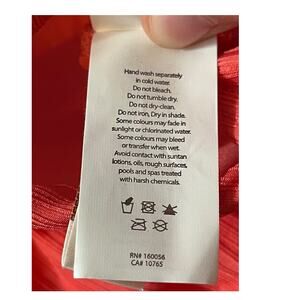 Hand wash separately
in cold water.
Do not bleach.
Do not tumble dry.
Do not dry-clean.
Do not iron, Dry in shade.
Some colours may fade in
sunlight or chlorinated water.
Some colours may bleed
or transfer when wet.
Avoid contact with suntan
lotions, oils, rough surfaces,
pools and spas treated
with harsh chemicals.
RN# 160056
CA# 10765